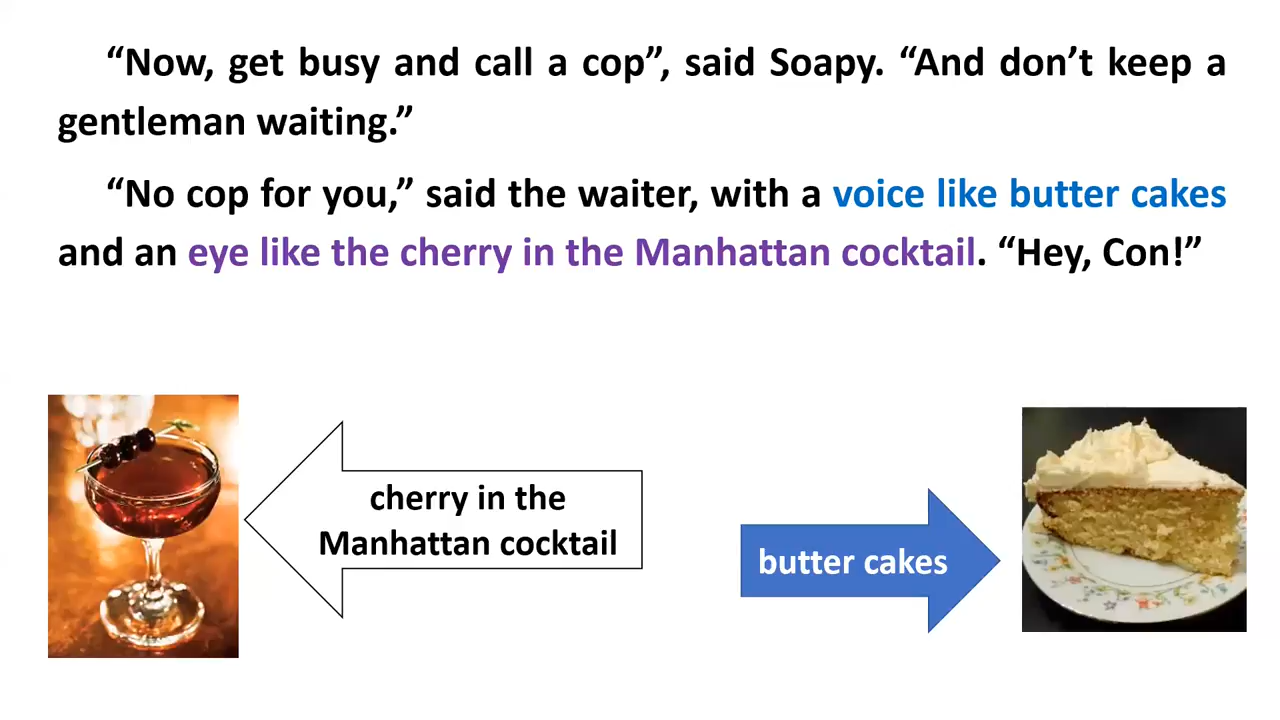 “Now, get busy and call a cop”, said Soapy. “And don’t keep a
gentleman waiting.”
“No cop for you,” said the waiter, with a voice like butter cakes
and an eye like the cherry in the Manhattan cocktail. “Hey, Con!”
cherry in the
Manhattan cocktail
butter cakes